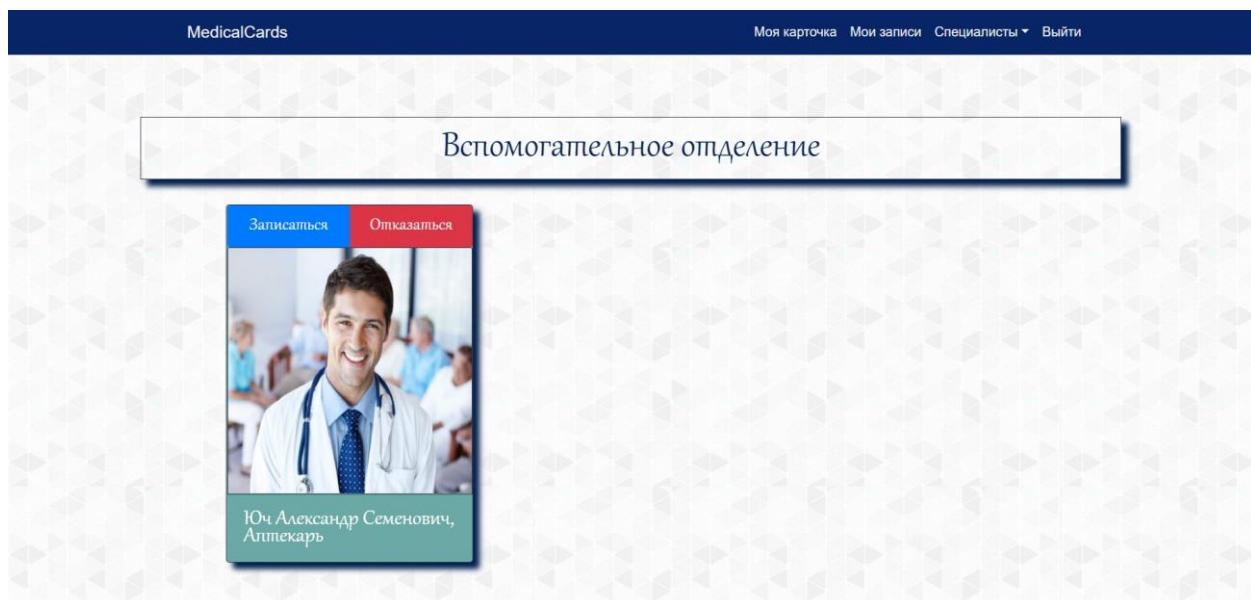 MedicalCards
Моя карточка Мои записи Специалисты Выйти
Вспомогательное отделение
Записаться Отказаться
Юч Александр Семенович,
Аптекарь